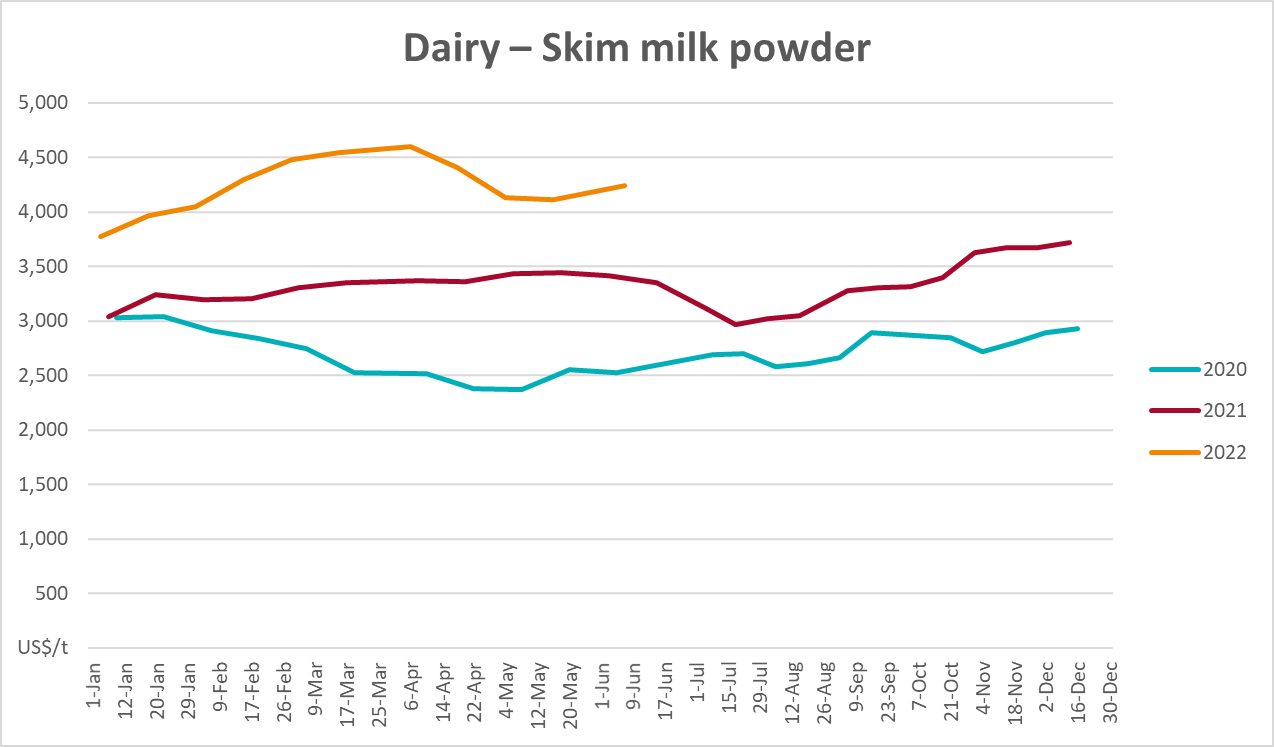 Dairy – Skim milk powder
5,000
4,500
4,000
3,500
3,000
2,500
2,000
1,500
1,000
500
US$/t
1-Jan
12-Jan
20-Jan
29-Jan
9-Feb
17-Feb
26-Feb
9-Mar
17-Mar
25-Mar
6-Apr
14-Apr
22-Apr
4-May
12-May
20-May
1-Jun
9-Jun
17-Jun
1-Jul
15-Jul
29-Jul
12-Aug
26-Aug
9-Sep
23-Sep
7-Oct
21-Oct
4-Nov
18-Nov
2-Dec
16-Dec
30-Dec
2020
2021
2022